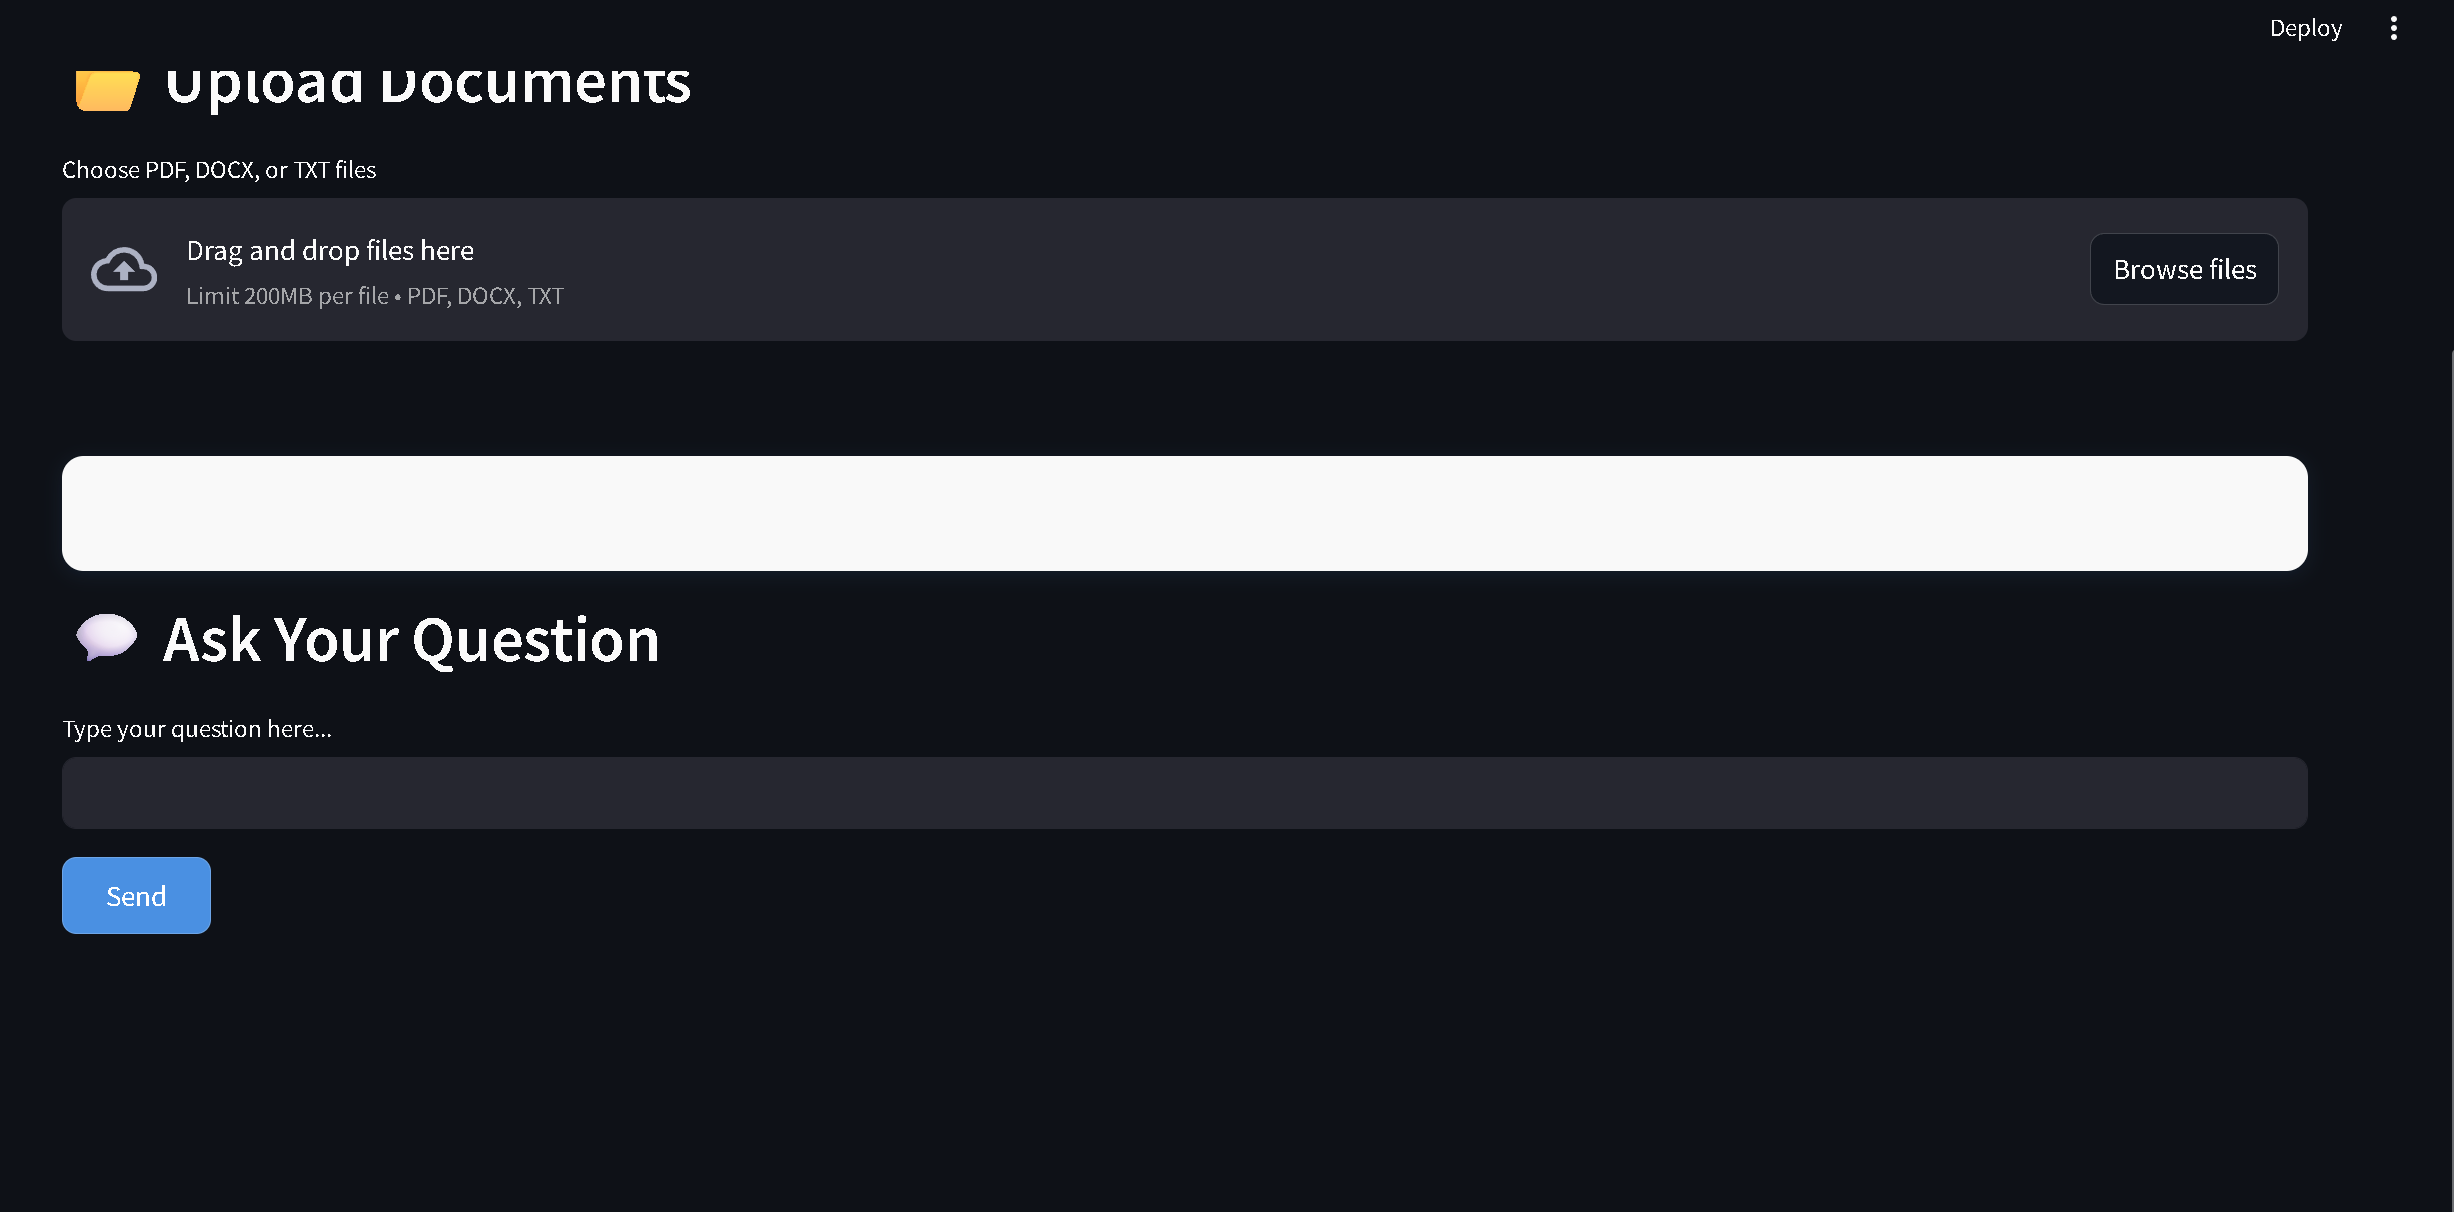 Deploy
Upload Documents
Choose PDF, DOCX, or TXT files
Drag and drop files here
Limit 200MB per file • PDF, DOCX, TXT
Browse files
Ask Your Question
Type your question here...
Send